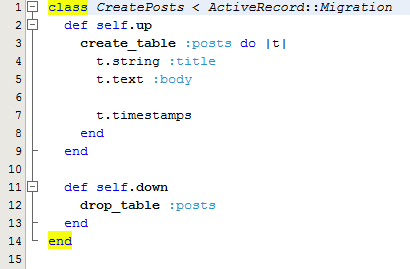 1 class CreatePosts < ActiveRecord::Migration
2   def self.up
3     create_table :posts do |t|
4       t.string :title
5       t.text :body
6
7       t.timestamps
8     end
9   end
10
11   def self.down
12     drop_table :posts
13   end
14 end
15